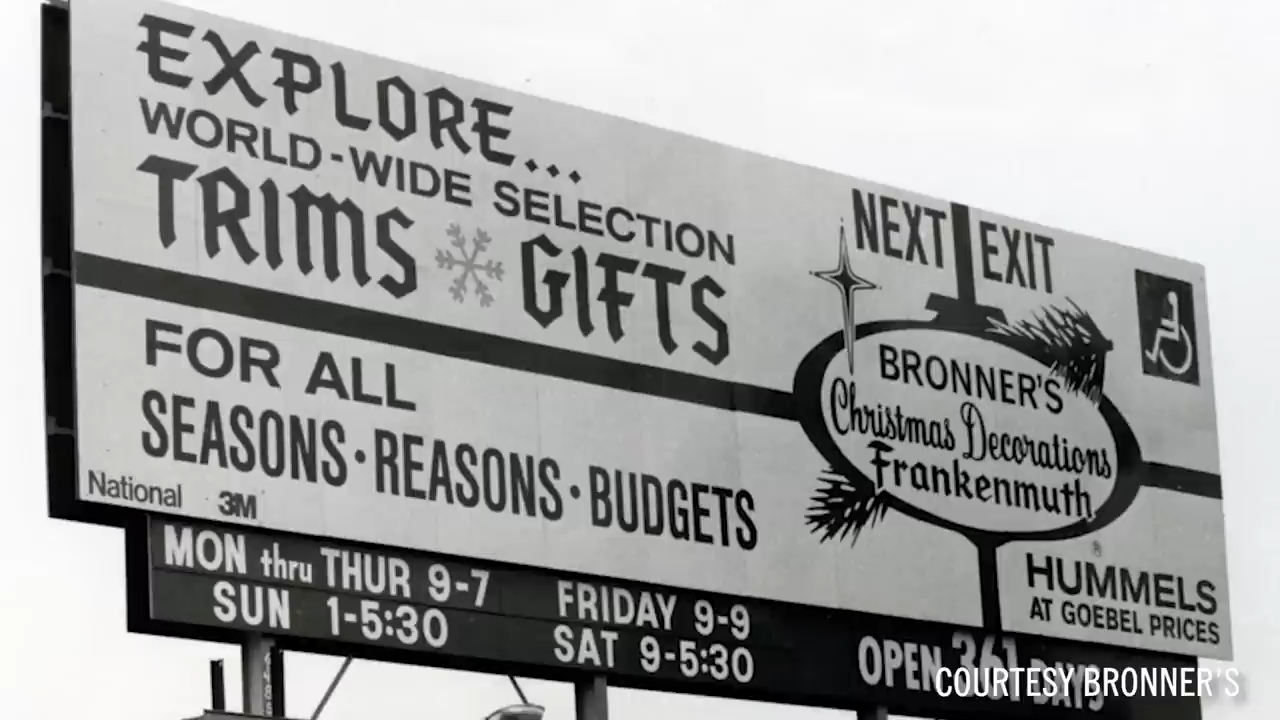 EXPLORE...
WORLD-WIDE SELECTION
TRIMS GIFTS
FOR ALL
SEASONS·REASONS·BUDGETS
National 3M
NEXT EXIT
BRONNER'S
Christmas Decorations
Frankenmuth
®
HUMMELS
AT GOEBEL PRICES
MON thru THUR 9-7
SUN 1-5:30
FRIDAY 9-9
SAT 9-5:30
OPEN 361 DAYS
COURTESY BRONNER'S